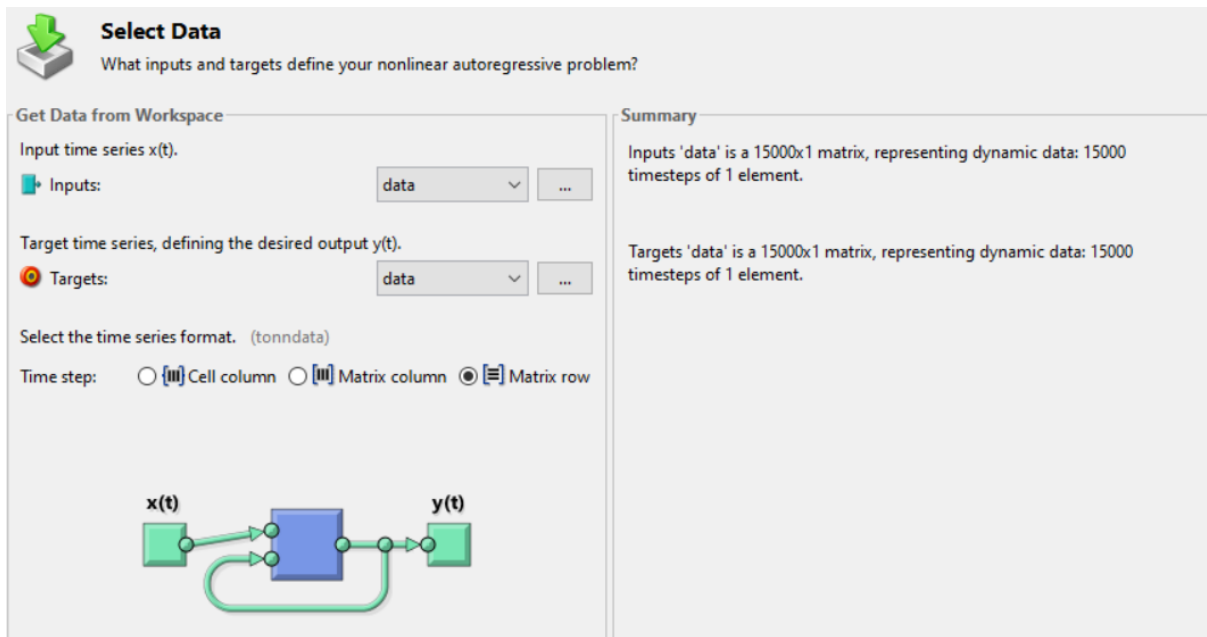 Select Data
What inputs and targets define your nonlinear autoregressive problem?
Get Data from Workspace
Input time series x(t).
Inputs: data ...
Target time series, defining the desired output y(t).
Targets: data ...
Select the time series format. (tonndata)
Time step: Cell column Matrix column Matrix row
x(t) y(t)
Summary
Inputs 'data' is a 15000x1 matrix, representing dynamic data: 15000
timesteps of 1 element.
Targets 'data' is a 15000x1 matrix, representing dynamic data: 15000
timesteps of 1 element.